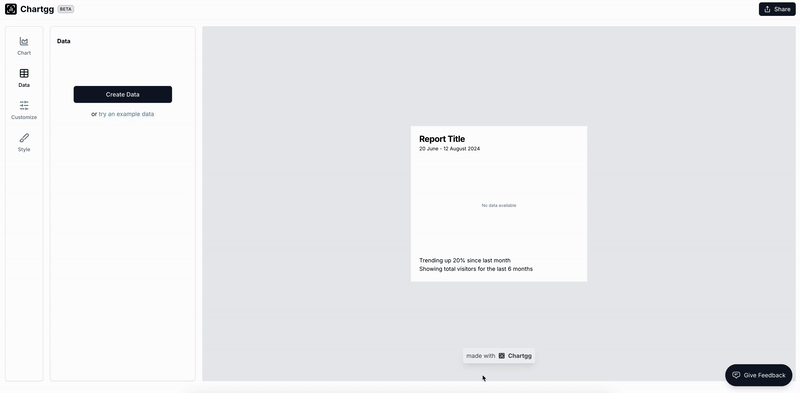 Chartgg BETA
Share
Chart
Data
Customize
Style
Data
Create Data
or try an example data
Report Title
20 June - 12 August 2024
No data available
Trending up 20% since last month
Showing total visitors for the last 6 months
made with Chartgg
Give Feedback